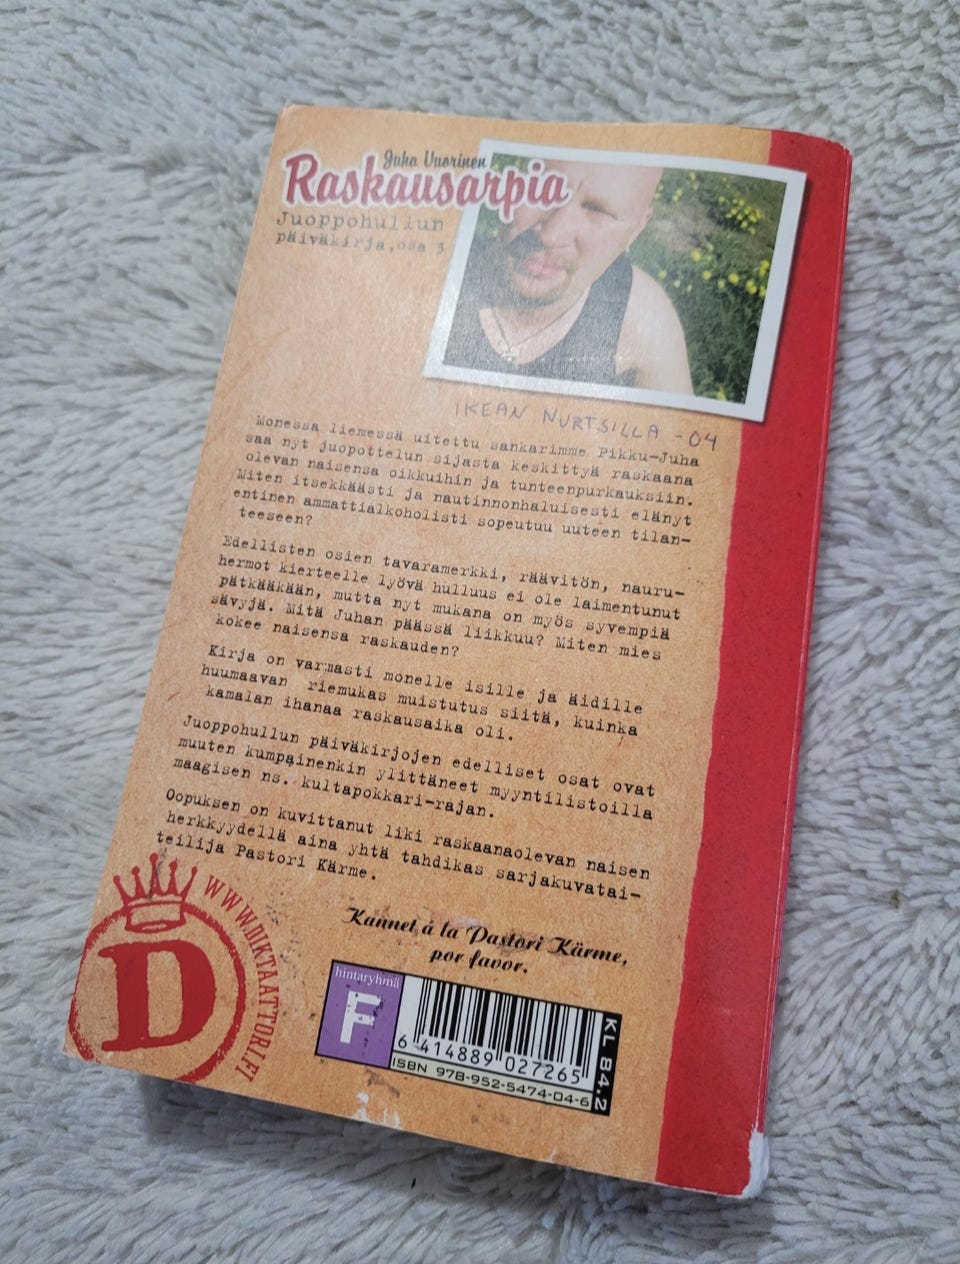 Juha Vuorinen
Raskausarpia
Juoppohullun
päiväkirja, osa 3
IKEAN NURTSILLA -04
Monessa liemessä uitettu sankarimme Pikku-Juha
saa nyt juopottelun sijasta keskittyä raskaana
olevan naisensa oikkuihin ja tunteenpurkauksiin.
Miten itsekkäästi ja nautinnonhaluisesti elänyt
entinen ammattialkoholisti sopeutuu uuteen tilan-
teeseen?
Edellisten osien tavaramerkki, räävitön, nauru-
hermot kierteelle lyövä hulluus ei ole laimentunut
pätkääkään, mutta nyt mukana on myös syvempiä
sävyjä. Mitä Juhan päässä liikkuu? Miten mies
kokee naisensa raskauden?
Kirja on varmasti monelle isille ja äidille
huumaavan riemukas muistutus siitä, kuinka
kamalan ihanaa raskausaika oli.
Juoppohullun päiväkirjojen edelliset osat ovat
muuten kumpainenkin ylittäneet myyntilistoilla
maagisen ns. kultapokkari-rajan.
Oopuksen on kuvittanut liki raskaanaolevan naisen
herkkyydellä aina yhtä tahdikas sarjakuvatai-
teilija Pastori Kärme.
Kannet á la Pastori Kärme,
por favor.
WWW.DIKTAATTORI.FI
D
hintaryhmä
F
6 414889 027265
ISBN 978-952-5474-04-6
KL 84.2